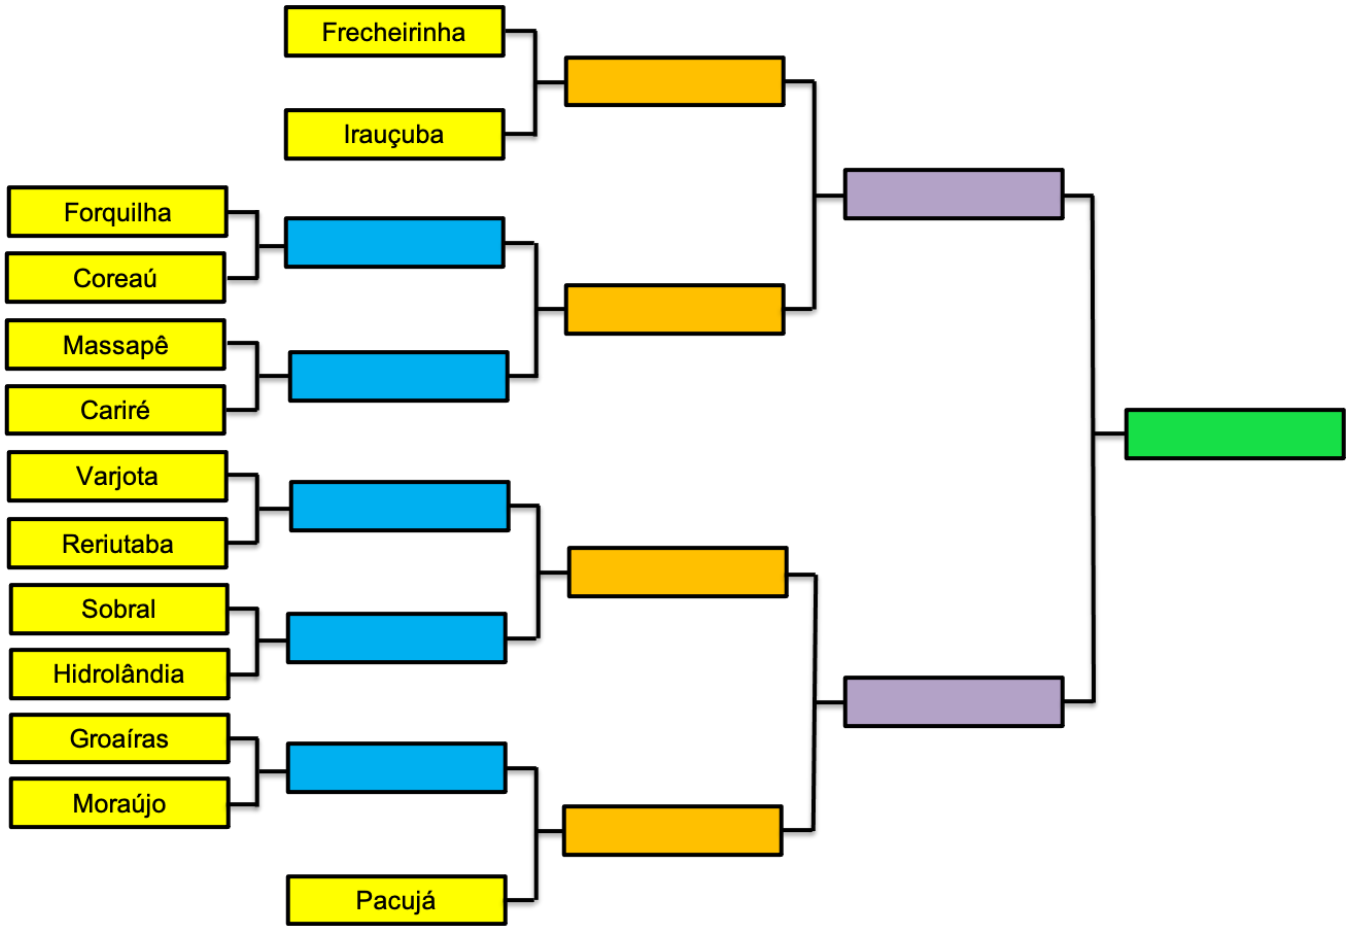 Frecheirinha
Irauçuba
Forquilha
Coreaú
Massapê
Cariré
Varjota
Reriutaba
Sobral
Hidrolândia
Groaíras
Moraújo
Pacujá